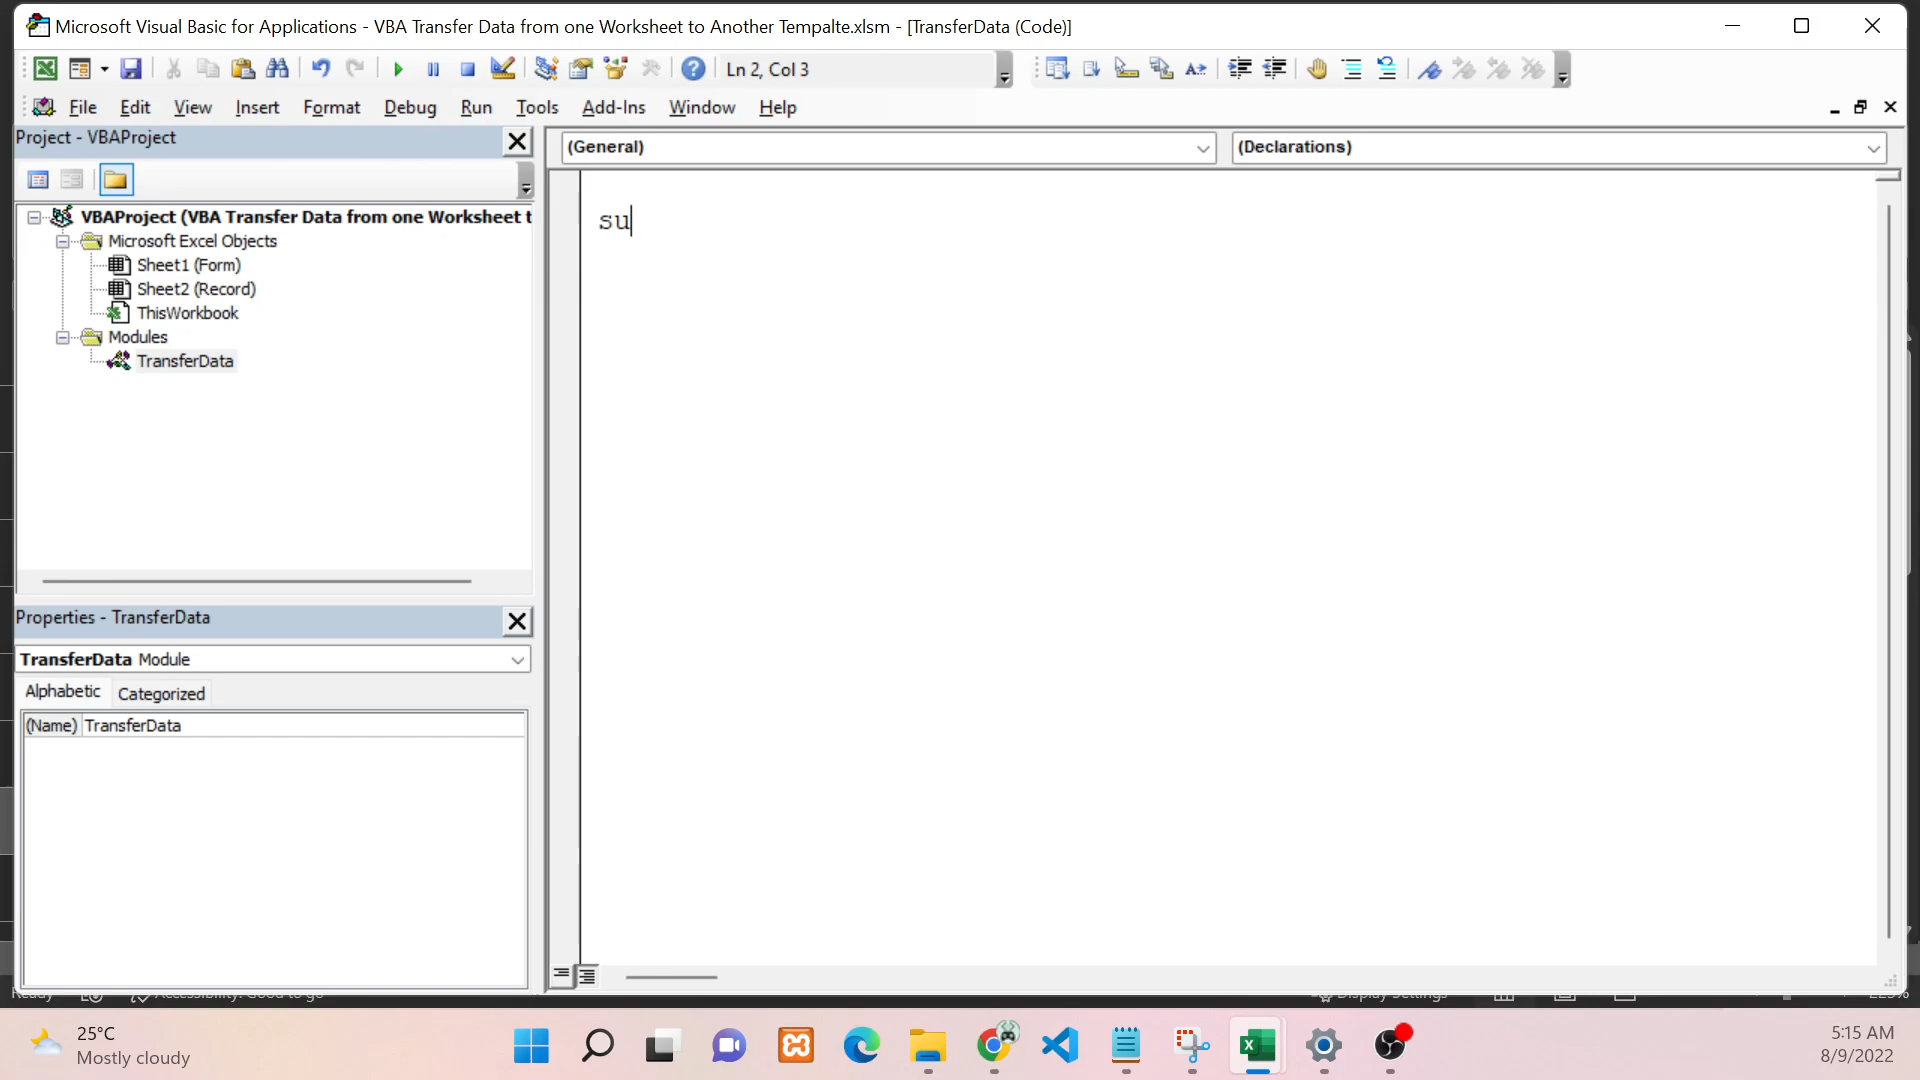 Microsoft Visual Basic for Applications - VBA Transfer Data from one Worksheet to Another Tempalte.xlsm - [TransferData (Code)]
Ln 2, Col 3
File Edit View Insert Format Debug Run Tools Add-Ins Window Help
Project - VBAProject
(General)
(Declarations)
VBAProject (VBA Transfer Data from one Worksheet t
Microsoft Excel Objects
Sheet1 (Form)
Sheet2 (Record)
ThisWorkbook
Modules
TransferData
su
Properties - TransferData
TransferData Module
Alphabetic Categorized
(Name) TransferData
25°C
Mostly cloudy
5:15 AM
8/9/2022